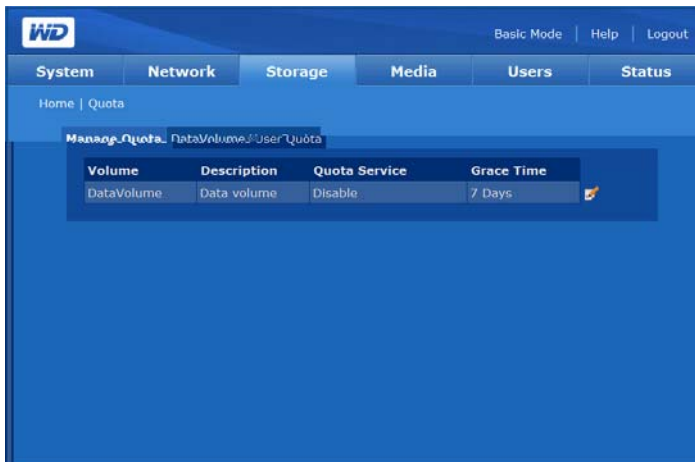 WD
Basic Mode | Help | Logout
System Network Storage Media Users Status
Home | Quota
Manage Quota DataVolume User Quota
Volume Description Quota Service Grace Time
DataVolume Data volume Disable 7 Days